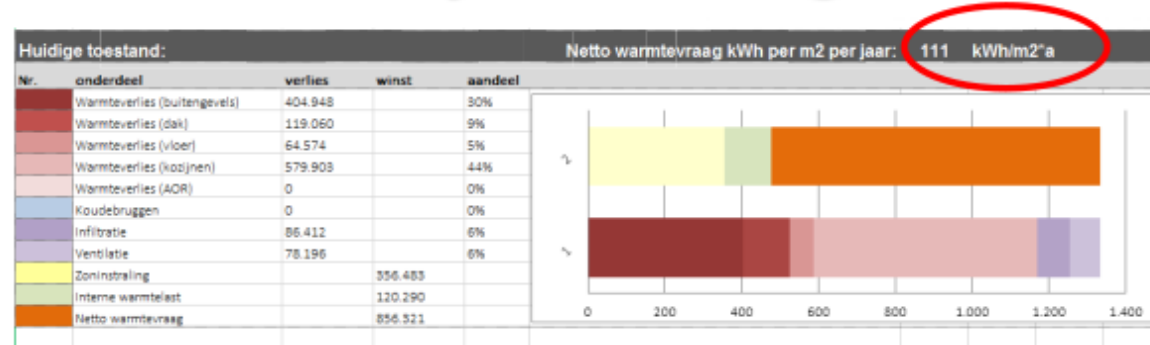 Huidige toestand: Netto warmtevraag kWh per m2 per jaar: 111 kWh/m2*a
Nr. onderdeel verlies winst aandeel
Warmteverlies (buitengevels) 404.948 30%
Warmteverlies (dak) 119.060 9%
Warmteverlies (vloer) 64.574 5%
Warmteverlies (kozijnen) 579.903 44%
Warmteverlies (AOR) 0 0%
Koudebruggen 0 0%
Infiltratie 86.412 6%
Ventilatie 78.196 6%
Zoninstraling 356.483
Interne warmtelast 120.290
Netto warmtevraag 856.321
2
1
0 200 400 600 800 1.000 1.200 1.400